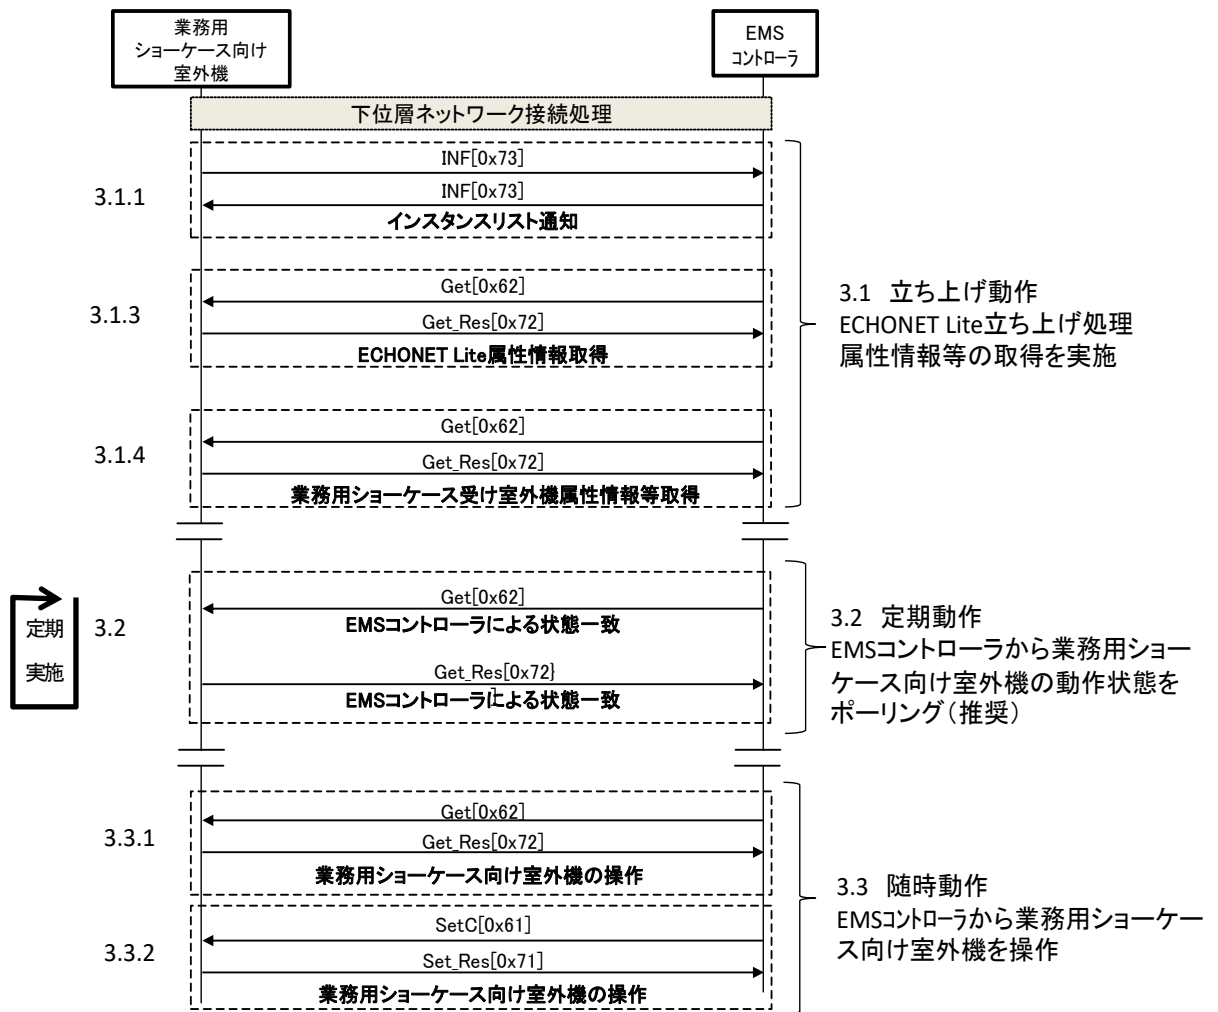 業務用
ショーケース向け
室外機
EMS
コントローラ
下位層ネットワーク接続処理
3.1.1
INF[0x73]
INF[0x73]
インスタンスリスト通知
3.1.3
Get[0x62]
Get_Res[0x72]
ECHONET Lite属性情報取得
3.1 立ち上げ動作
ECHONET Lite立ち上げ処理
属性情報等の取得を実施
3.1.4
Get[0x62]
Get_Res[0x72]
業務用ショーケース受け室外機属性情報等取得
定期
実施
3.2
Get[0x62]
EMSコントローラによる状態一致
Get_Res[0x72}
EMSコントローラによる状態一致
3.2 定期動作
EMSコントローラから業務用ショー
ケース向け室外機の動作状態を
ポーリング(推奨)
3.3.1
Get[0x62]
Get_Res[0x72]
業務用ショーケース向け室外機の操作
3.3.2
SetC[0x61]
Set_Res[0x71]
業務用ショーケース向け室外機の操作
3.3 随時動作
EMSコントローラから業務用ショーケー
ス向け室外機を操作